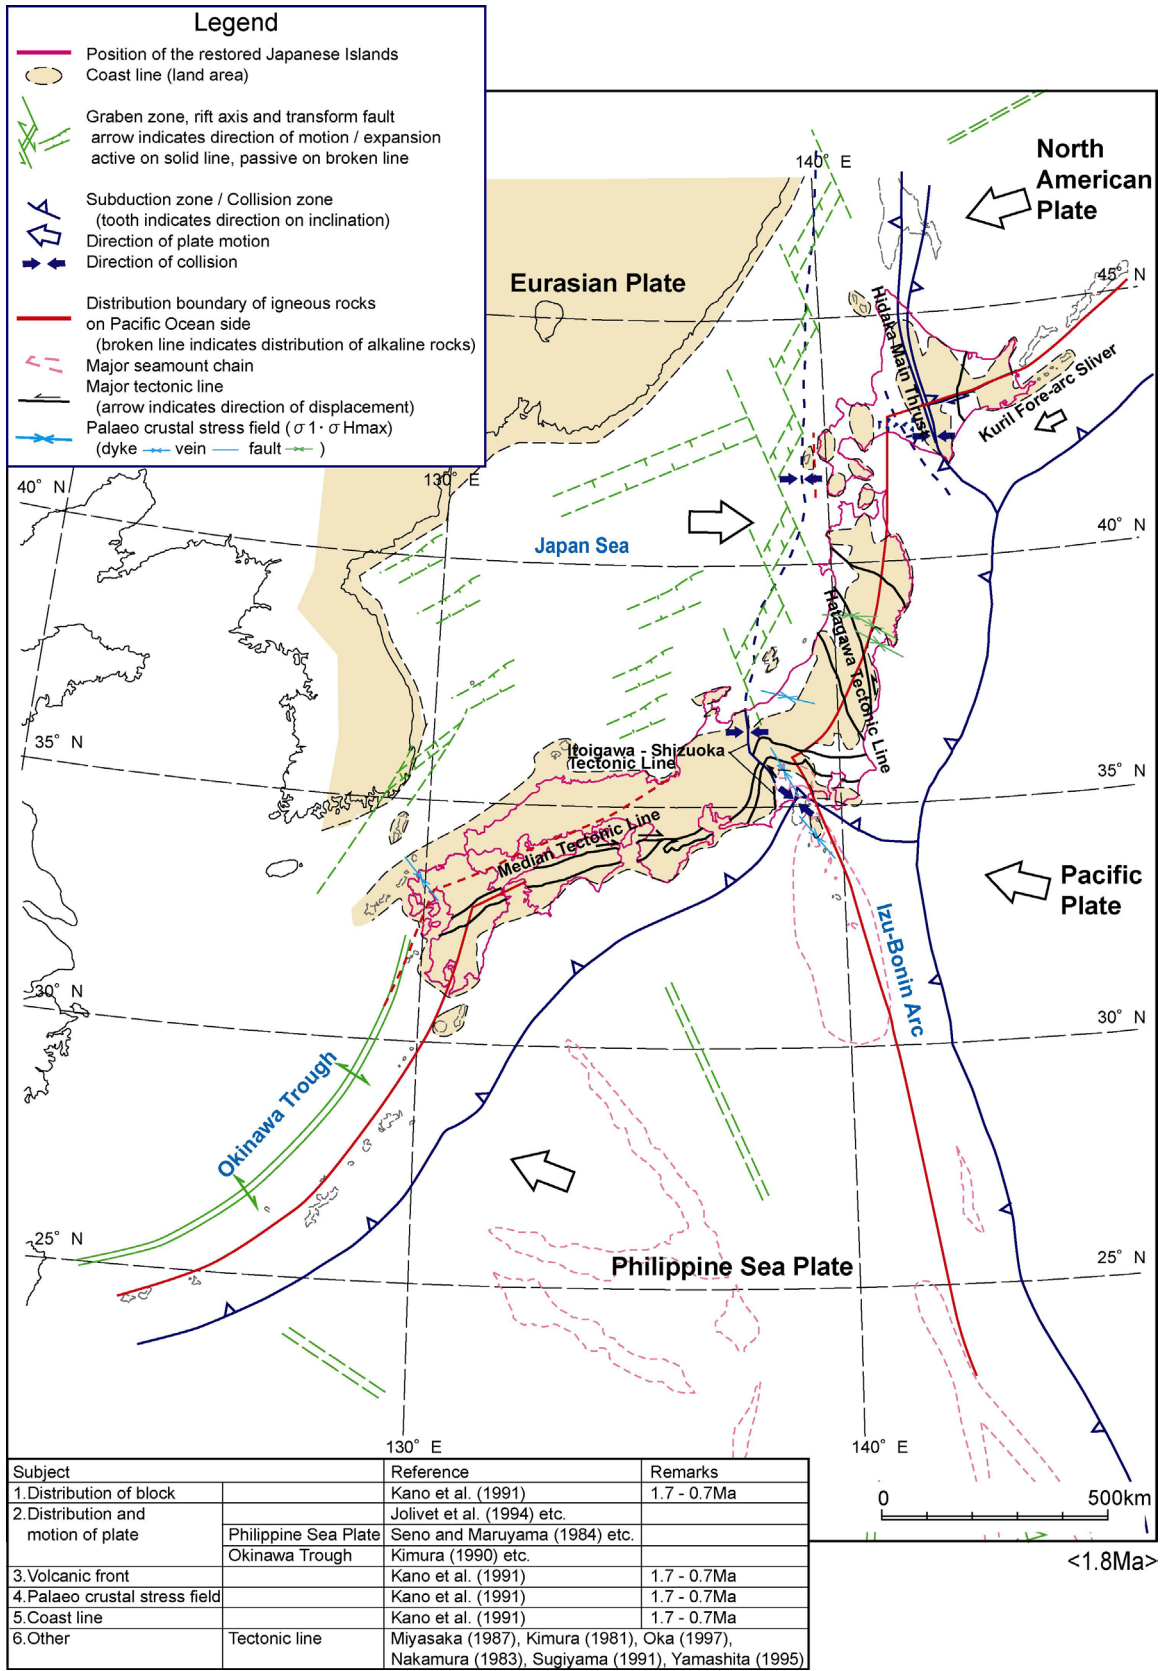 Legend
Position of the restored Japanese Islands
Coast line (land area)
Graben zone, rift axis and transform fault
arrow indicates direction of motion / expansion
active on solid line, passive on broken line
Subduction zone / Collision zone
(tooth indicates direction on inclination)
Direction of plate motion
Direction of collision
Distribution boundary of igneous rocks
on Pacific Ocean side
(broken line indicates distribution of alkaline rocks)
Major seamount chain
Major tectonic line
(arrow indicates direction of displacement)
Palaeo crustal stress field (σ1・σHmax)
(dyke vein fault )
140° E
North
American
Plate
Eurasian Plate
45° N
Hidaka Main Thrust
Kuril Fore-arc Sliver
130° E
40° N
40° N
Japan Sea
Hatagawa Tectonic Line
35° N
Itoigawa - Shizuoka
Tectonic Line
35° N
Median Tectonic Line
Pacific
Plate
Izu-Bonin Arc
30° N
30° N
Okinawa Trough
25° N
25° N
Philippine Sea Plate
130° E
140° E
0 500km
<1.8Ma>
Subject Reference Remarks
1.Distribution of block Kano et al. (1991) 1.7 - 0.7Ma
2.Distribution and Jolivet et al. (1994) etc.
motion of plate Philippine Sea Plate Seno and Maruyama (1984) etc.
Okinawa Trough Kimura (1990) etc.
3.Volcanic front Kano et al. (1991) 1.7 - 0.7Ma
4.Palaeo crustal stress field Kano et al. (1991) 1.7 - 0.7Ma
5.Coast line Kano et al. (1991) 1.7 - 0.7Ma
6.Other Tectonic line Miyasaka (1987), Kimura (1981), Oka (1997),
Nakamura (1983), Sugiyama (1991), Yamashita (1995)